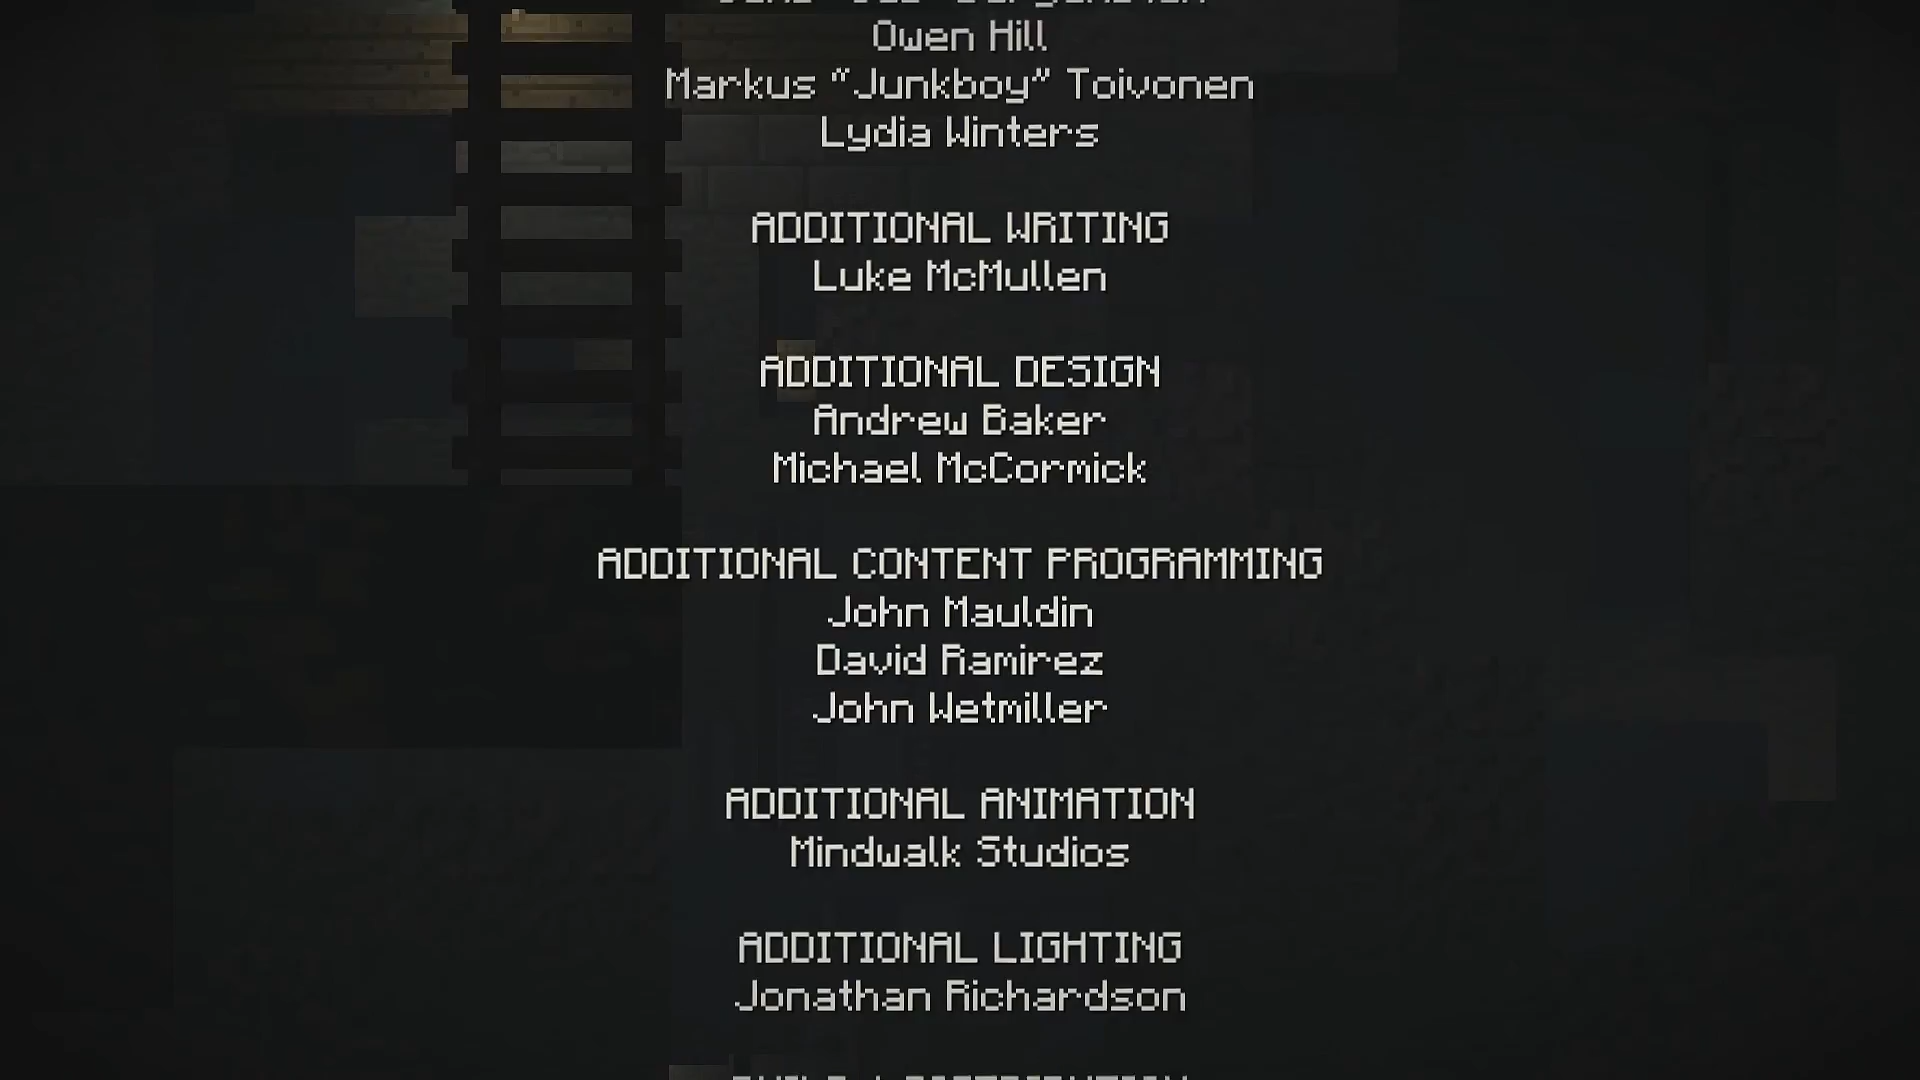 Owen Hill
Markus “Junkboy” Toivonen
Lydia Winters
ADDITIONAL WRITING
Luke McMullen
ADDITIONAL DESIGN
Andrew Baker
Michael McCormick
ADDITIONAL CONTENT PROGRAMMING
John Mauldin
David Ramirez
John Wetmiller
ADDITIONAL ANIMATION
Mindwalk Studios
ADDITIONAL LIGHTING
Jonathan Richardson